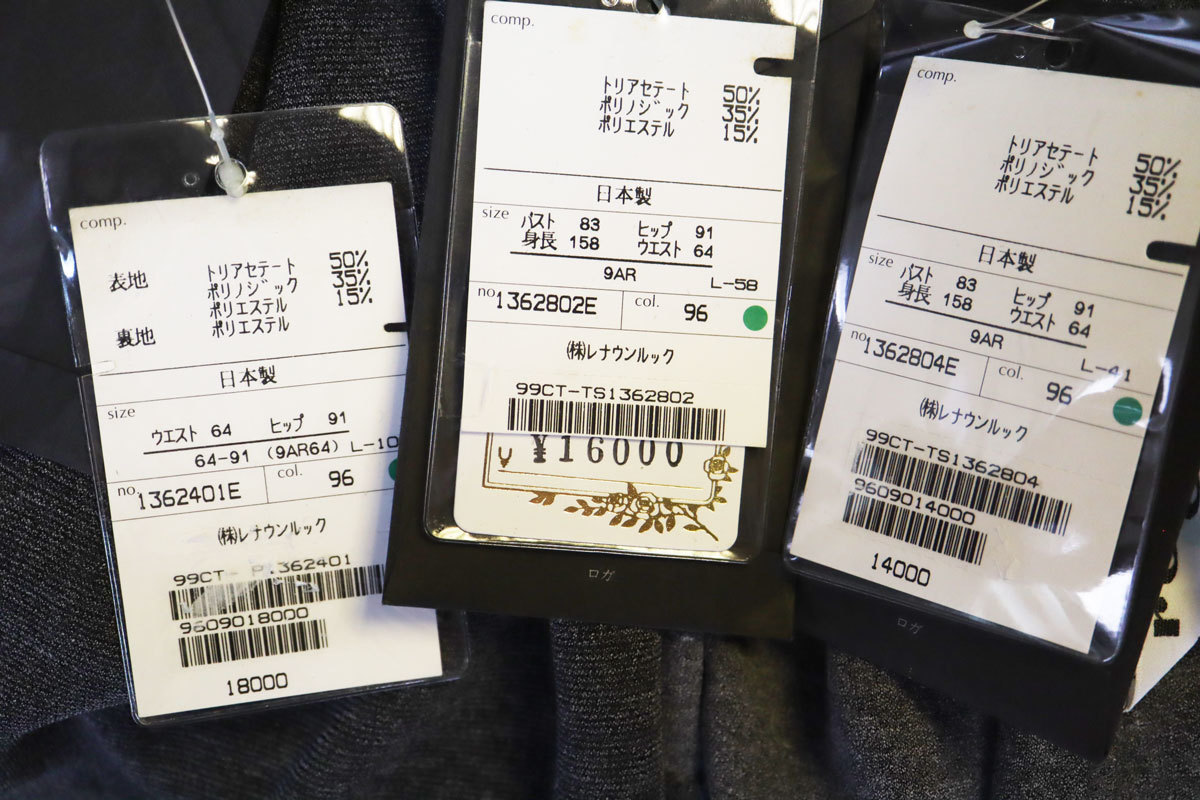 comp.
表地 トリアセテート 50%
ポリノジック 35%
ポリエステル 15%
裏地 ポリエステル
日本製
size
ウエスト 64 ヒップ 91
64-91 (9AR64) L-10
no 1362401E col. 96
㈱レナウンルック
99CT- P1362401
9609018000
18000
comp.
トリアセテート 50%
ポリノジック 35%
ポリエステル 15%
日本製
size バスト 83 ヒップ 91
身長 158 ウエスト 64
9AR L-58
no 1362802E col. 96
㈱レナウンルック
99CT-TS1362802
¥16000
ロガ
comp.
トリアセテート 50%
ポリノジック 35%
ポリエステル 15%
日本製
size バスト 83 ヒップ 91
身長 158 ウエスト 64
9AR L-41
no 1362804E col. 96
㈱レナウンルック
99CT-TS1362804
9609014000
14000
ロガ